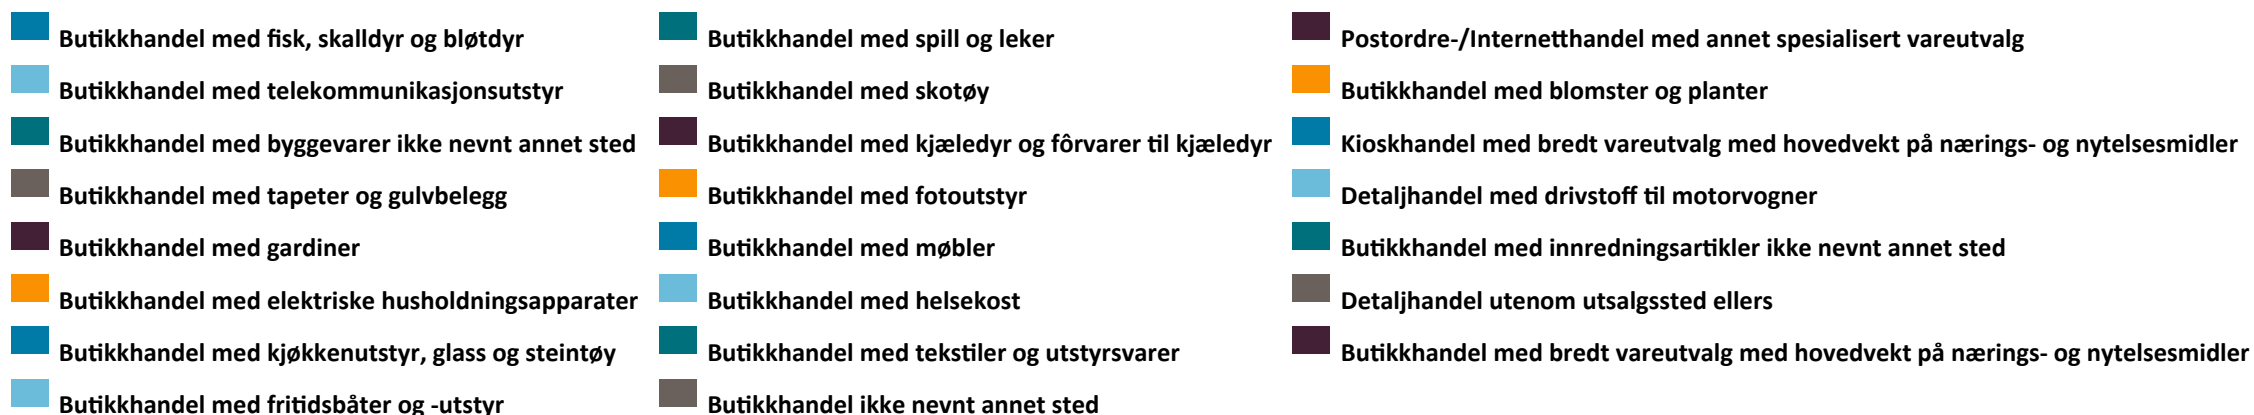 Butikkhandel med fisk, skalldyr og bløtdyr
Butikkhandel med telekommunikasjonsutstyr
Butikkhandel med byggevarer ikke nevnt annet sted
Butikkhandel med tapeter og gulvbelegg
Butikkhandel med gardiner
Butikkhandel med elektriske husholdningsapparater
Butikkhandel med kjøkkenutstyr, glass og steintøy
Butikkhandel med fritidsbåter og -utstyr
Butikkhandel med spill og leker
Butikkhandel med skotøy
Butikkhandel med kjæledyr og fôrvarer til kjæledyr
Butikkhandel med fotoutstyr
Butikkhandel med møbler
Butikkhandel med helsekost
Butikkhandel med tekstiler og utstyrsvarer
Butikkhandel ikke nevnt annet sted
Postordre-/Internetthandel med annet spesialisert vareutvalg
Butikkhandel med blomster og planter
Kioskhandel med bredt vareutvalg med hovedvekt på nærings- og nytelsesmidler
Detaljhandel med drivstoff til motorvogner
Butikkhandel med innredningsartikler ikke nevnt annet sted
Detaljhandel utenom utsalgssted ellers
Butikkhandel med bredt vareutvalg med hovedvekt på nærings- og nytelsesmidler